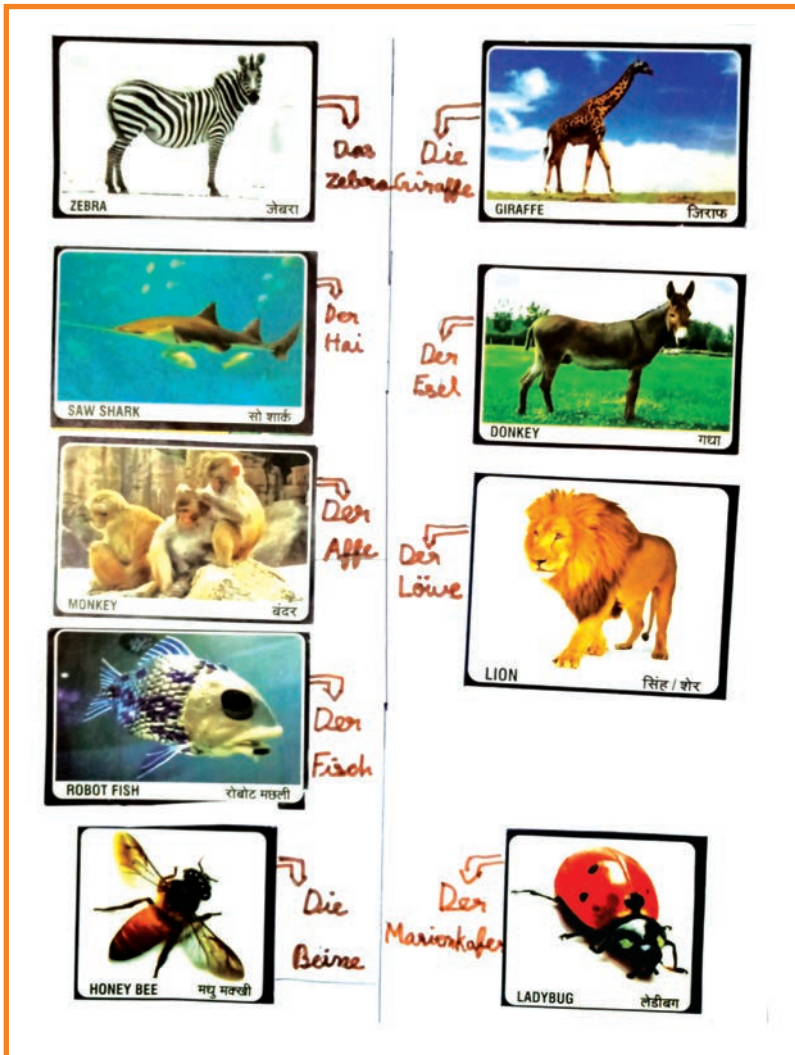 ZEBRA जेबरा
Das
Zebra
SAW SHARK सो शार्क
Der
Hai
MONKEY बंदर
Der
Affe
ROBOT FISH रोबोट मछली
Der
Fisch
HONEY BEE मधु मक्खी
Die
Beine
GIRAFFE जिराफ
Die
Giraffe
DONKEY गधा
Der
Esel
LION सिंह / शेर
Der
Löwe
LADYBUG लेडीबग
Der
Marienkafer